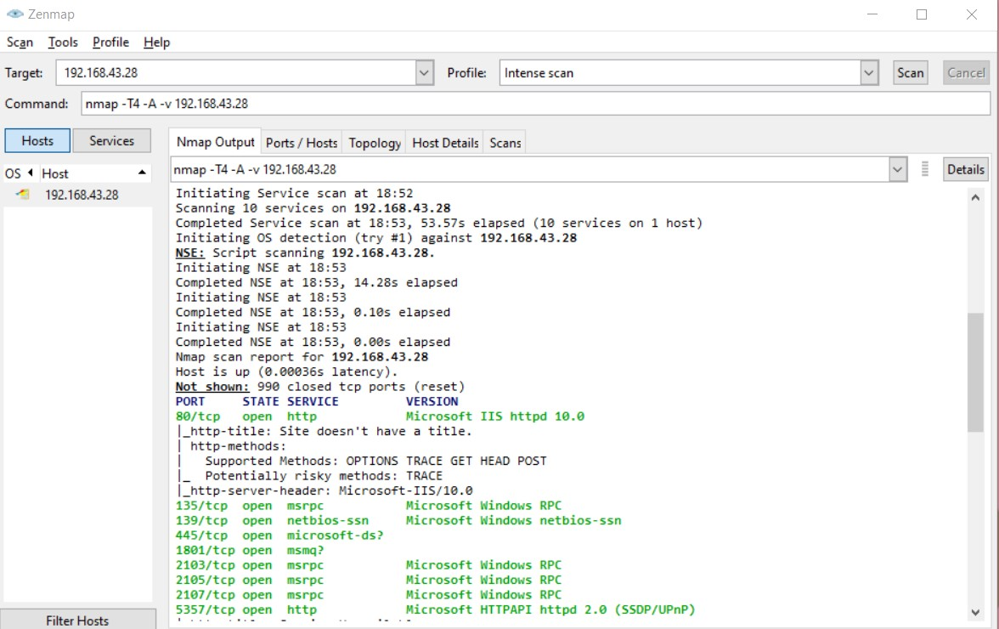 Zenmap
Scan Tools Profile Help
Target: 192.168.43.28 Profile: Intense scan Scan Cancel
Command: nmap -T4 -A -v 192.168.43.28
Hosts Services
Nmap Output Ports / Hosts Topology Host Details Scans
OS Host
192.168.43.28
nmap -T4 -A -v 192.168.43.28 Details
Initiating Service scan at 18:52
Scanning 10 services on 192.168.43.28
Completed Service scan at 18:53, 53.57s elapsed (10 services on 1 host)
Initiating OS detection (try #1) against 192.168.43.28
NSE: Script scanning 192.168.43.28.
Initiating NSE at 18:53
Completed NSE at 18:53, 14.28s elapsed
Initiating NSE at 18:53
Completed NSE at 18:53, 0.10s elapsed
Initiating NSE at 18:53
Completed NSE at 18:53, 0.00s elapsed
Nmap scan report for 192.168.43.28
Host is up (0.00036s latency).
Not shown: 990 closed tcp ports (reset)
PORT STATE SERVICE VERSION
80/tcp open http Microsoft IIS httpd 10.0
|_http-title: Site doesn't have a title.
| http-methods:
|   Supported Methods: OPTIONS TRACE GET HEAD POST
|_  Potentially risky methods: TRACE
|_http-server-header: Microsoft-IIS/10.0
135/tcp open msrpc Microsoft Windows RPC
139/tcp open netbios-ssn Microsoft Windows netbios-ssn
445/tcp open microsoft-ds?
1801/tcp open msmq?
2103/tcp open msrpc Microsoft Windows RPC
2105/tcp open msrpc Microsoft Windows RPC
2107/tcp open msrpc Microsoft Windows RPC
5357/tcp open http Microsoft HTTPAPI httpd 2.0 (SSDP/UPnP)
Filter Hosts